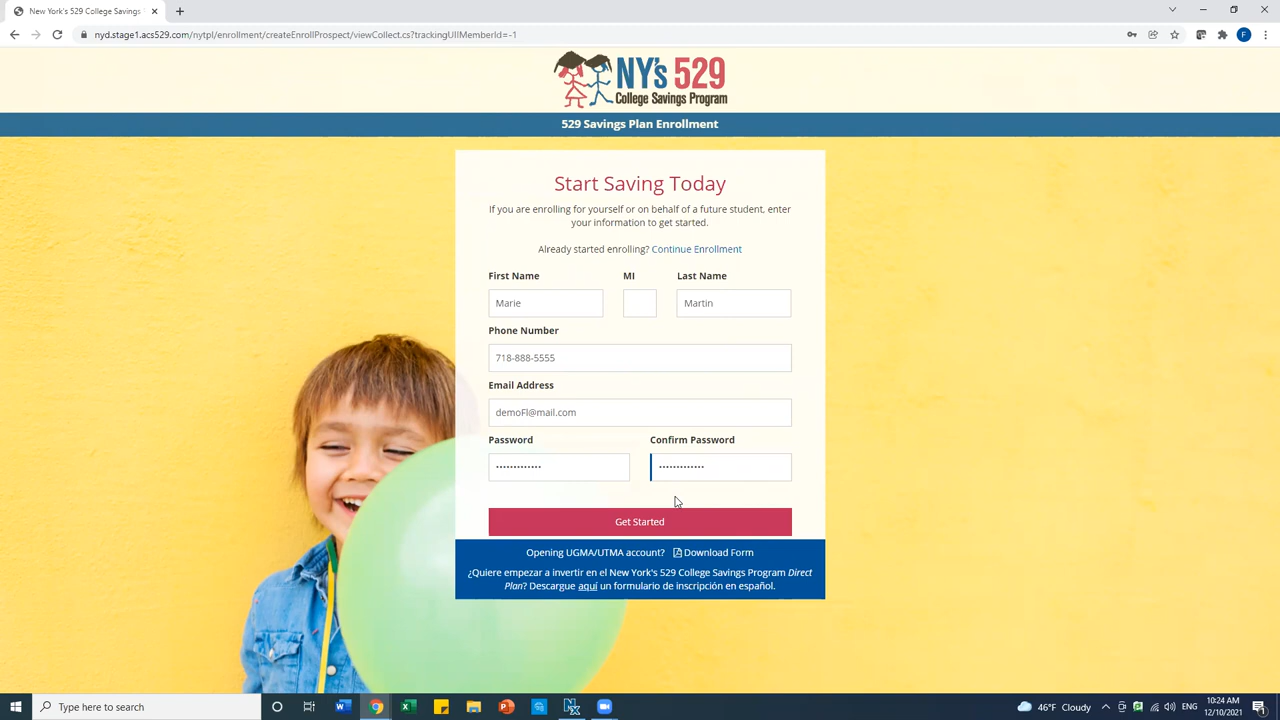 New York's 529 College Savings
nyd.stage1.acs529.com/nytpl/enrollment/createEnrollProspect/viewCollect.cs?trackingUIIMemberId=-1
F
NY's 529
College Savings Program
529 Savings Plan Enrollment
Start Saving Today
If you are enrolling for yourself or on behalf of a future student, enter
your information to get started.
Already started enrolling? Continue Enrollment
First Name MI Last Name
Marie Martin
Phone Number
718-888-5555
Email Address
demoFl@mail.com
Password Confirm Password
Get Started
Opening UGMA/UTMA account? Download Form
¿Quiere empezar a invertir en el New York's 529 College Savings Program Direct
Plan? Descargue aquí un formulario de inscripción en español.
Type here to search
46°F Cloudy
ENG
10:24 AM
12/10/2021